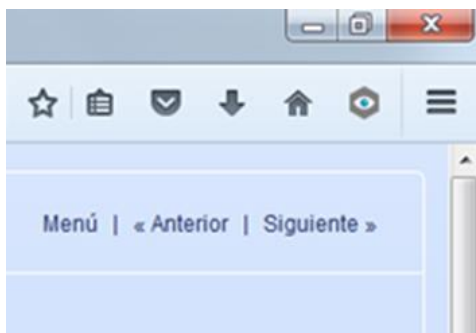 Menú | « Anterior | Siguiente »